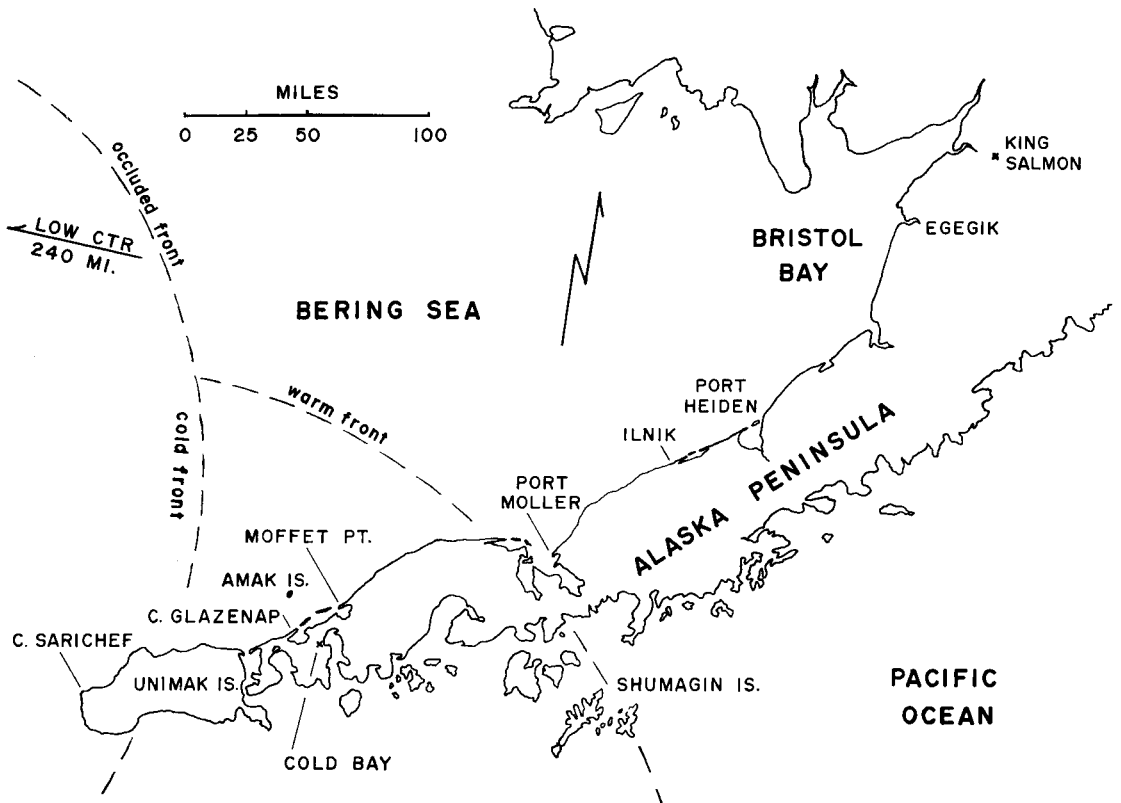 MILES
0 25 50 100
occluded front
LOW CTR
240 MI.
KING
SALMON
EGEGIK
BRISTOL
BAY
BERING SEA
warm front
cold front
PORT
HEIDEN
ILNIK
ALASKA PENINSULA
PORT
MOLLER
MOFFET PT.
AMAK IS.
C. GLAZENAP
C. SARICHEF
UNIMAK IS.
SHUMAGIN IS.
PACIFIC
OCEAN
COLD BAY